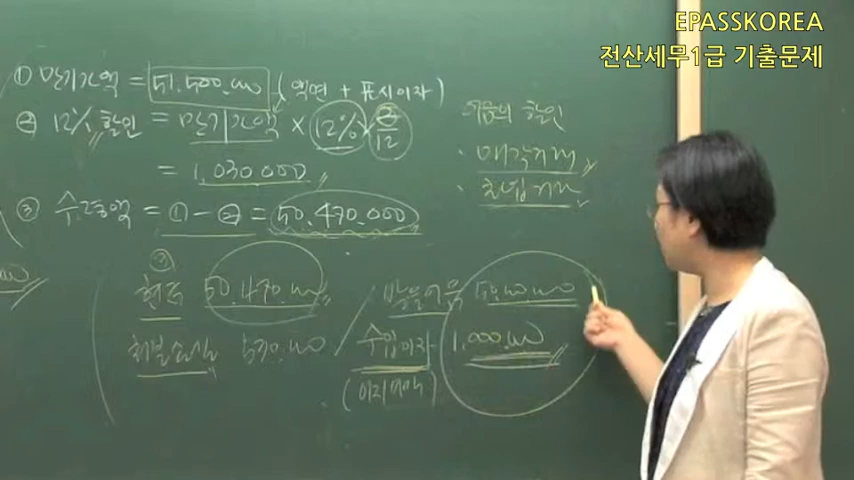 EPASSKOREA
전산세무1급 기출문제
① 만기가액 = 51.500.000 (액면 + 표시이자)
② 12% 할인 = 만기가액 × 12% × 2/12
= 1,030,000
③ 수령액 = ① - ② = 50.470.000
어음의 할인
· 매각거래
· 차입거래
현금 50.470.000 받을어음 50,000,000
처분손실 530.000 수입이자 1,000,000